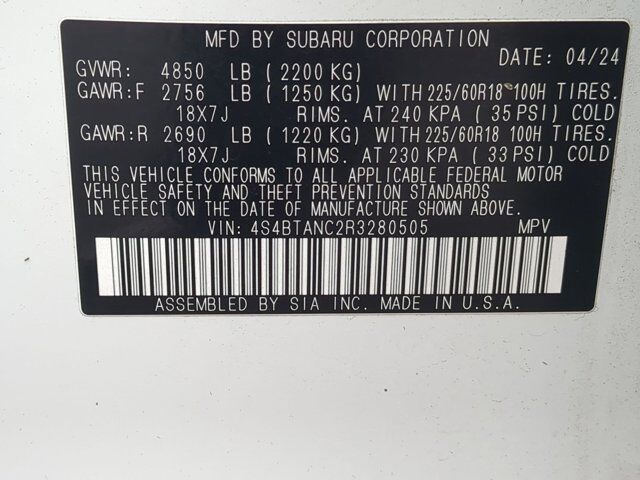 MFD BY SUBARU CORPORATION
DATE: 04/24
GVWR: 4850 LB (2200 KG)
GAWR:F 2756 LB (1250 KG) WITH 225/60R18 100H TIRES.
18X7J RIMS. AT 240 KPA (35 PSI) COLD
GAWR:R 2690 LB (1220 KG) WITH 225/60R18 100H TIRES.
18X7J RIMS. AT 230 KPA (33 PSI) COLD
THIS VEHICLE CONFORMS TO ALL APPLICABLE FEDERAL MOTOR
VEHICLE SAFETY AND THEFT PREVENTION STANDARDS
IN EFFECT ON THE DATE OF MANUFACTURE SHOWN ABOVE.
VIN: 4S4BTANC2R3280505 MPV
ASSEMBLED BY SIA INC. MADE IN U.S.A.